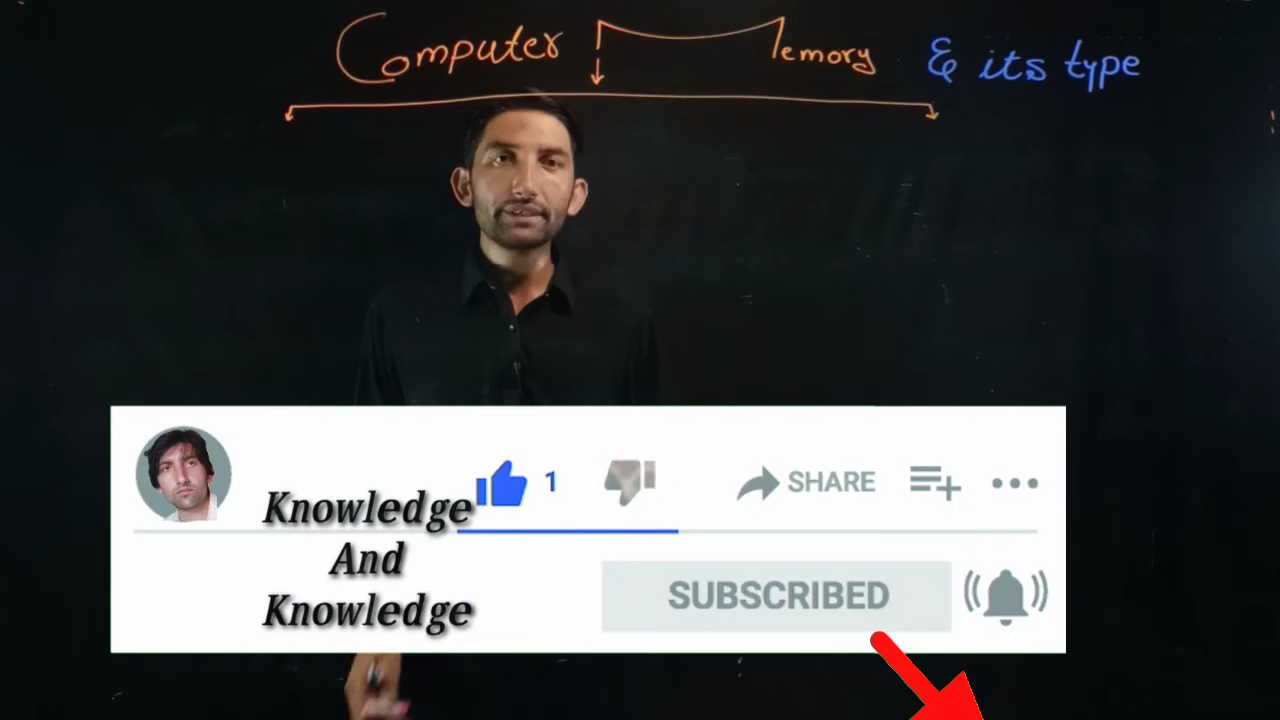 Computer Memory & its type
1
SHARE
Knowledge
And
Knowledge
SUBSCRIBED